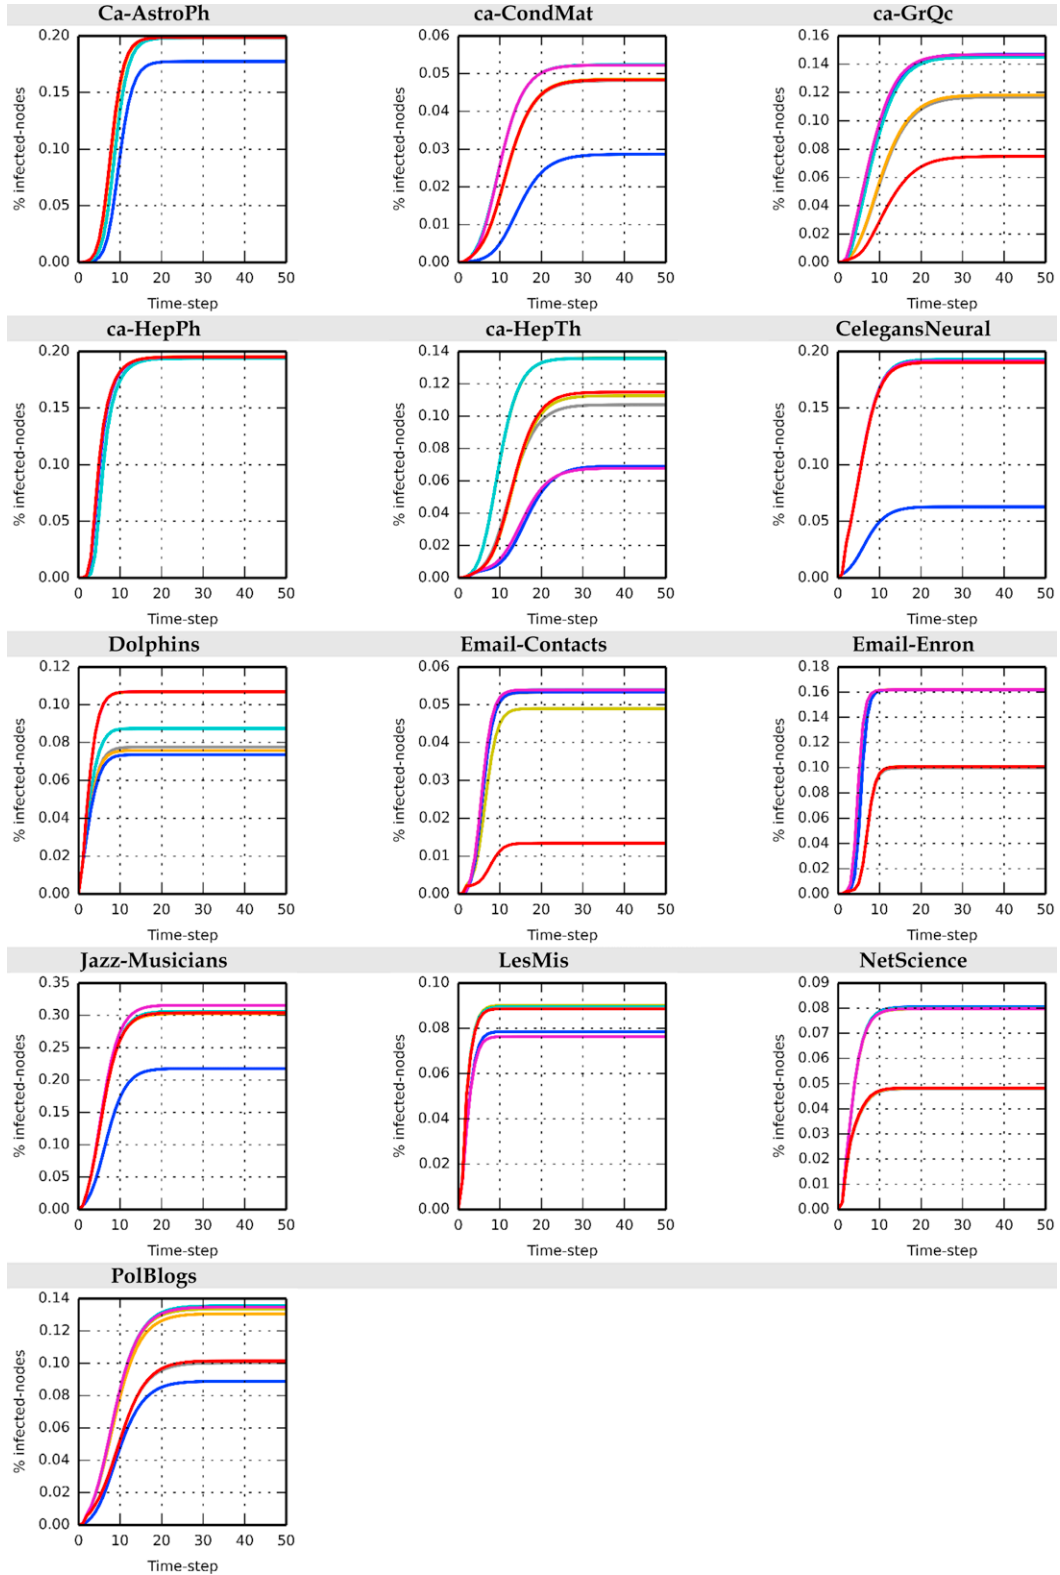 Ca-AstroPh ca-CondMat ca-GrQc
0.20 0.06 0.16
0.14
0.05
0.15 0.12
0.04
0.10
0.10 0.03 0.08
0.06
0.02
0.05 0.04
0.01
0.02
0.00 0.00 0.00
% infected-nodes % infected-nodes % infected-nodes
0 10 20 30 40 50 0 10 20 30 40 50 0 10 20 30 40 50
Time-step Time-step Time-step
ca-HepPh ca-HepTh CelegansNeural
0.20 0.14 0.20
0.12
0.15 0.10 0.15
0.08
0.10 0.10
0.06
0.05 0.04 0.05
0.02
0.00 0.00 0.00
% infected-nodes % infected-nodes % infected-nodes
0 10 20 30 40 50 0 10 20 30 40 50 0 10 20 30 40 50
Time-step Time-step Time-step
Dolphins Email-Contacts Email-Enron
0.12 0.06 0.18
0.16
0.10 0.05
0.14
0.08 0.04 0.12
0.10
0.06 0.03
0.08
0.04 0.02 0.06
0.04
0.02 0.01
0.02
0.00 0.00 0.00
% infected-nodes % infected-nodes % infected-nodes
0 10 20 30 40 50 0 10 20 30 40 50 0 10 20 30 40 50
Time-step Time-step Time-step
Jazz-Musicians LesMis NetScience
0.35 0.10 0.09
0.08
0.30
0.08 0.07
0.25
0.06
0.20 0.06
0.05
0.15 0.04 0.04
0.03
0.10
0.02 0.02
0.05
0.01
0.00 0.00 0.00
% infected-nodes % infected-nodes % infected-nodes
0 10 20 30 40 50 0 10 20 30 40 50 0 10 20 30 40 50
Time-step Time-step Time-step
PolBlogs
0.14
0.12
0.10
0.08
0.06
0.04
0.02
0.00
% infected-nodes
0 10 20 30 40 50
Time-step